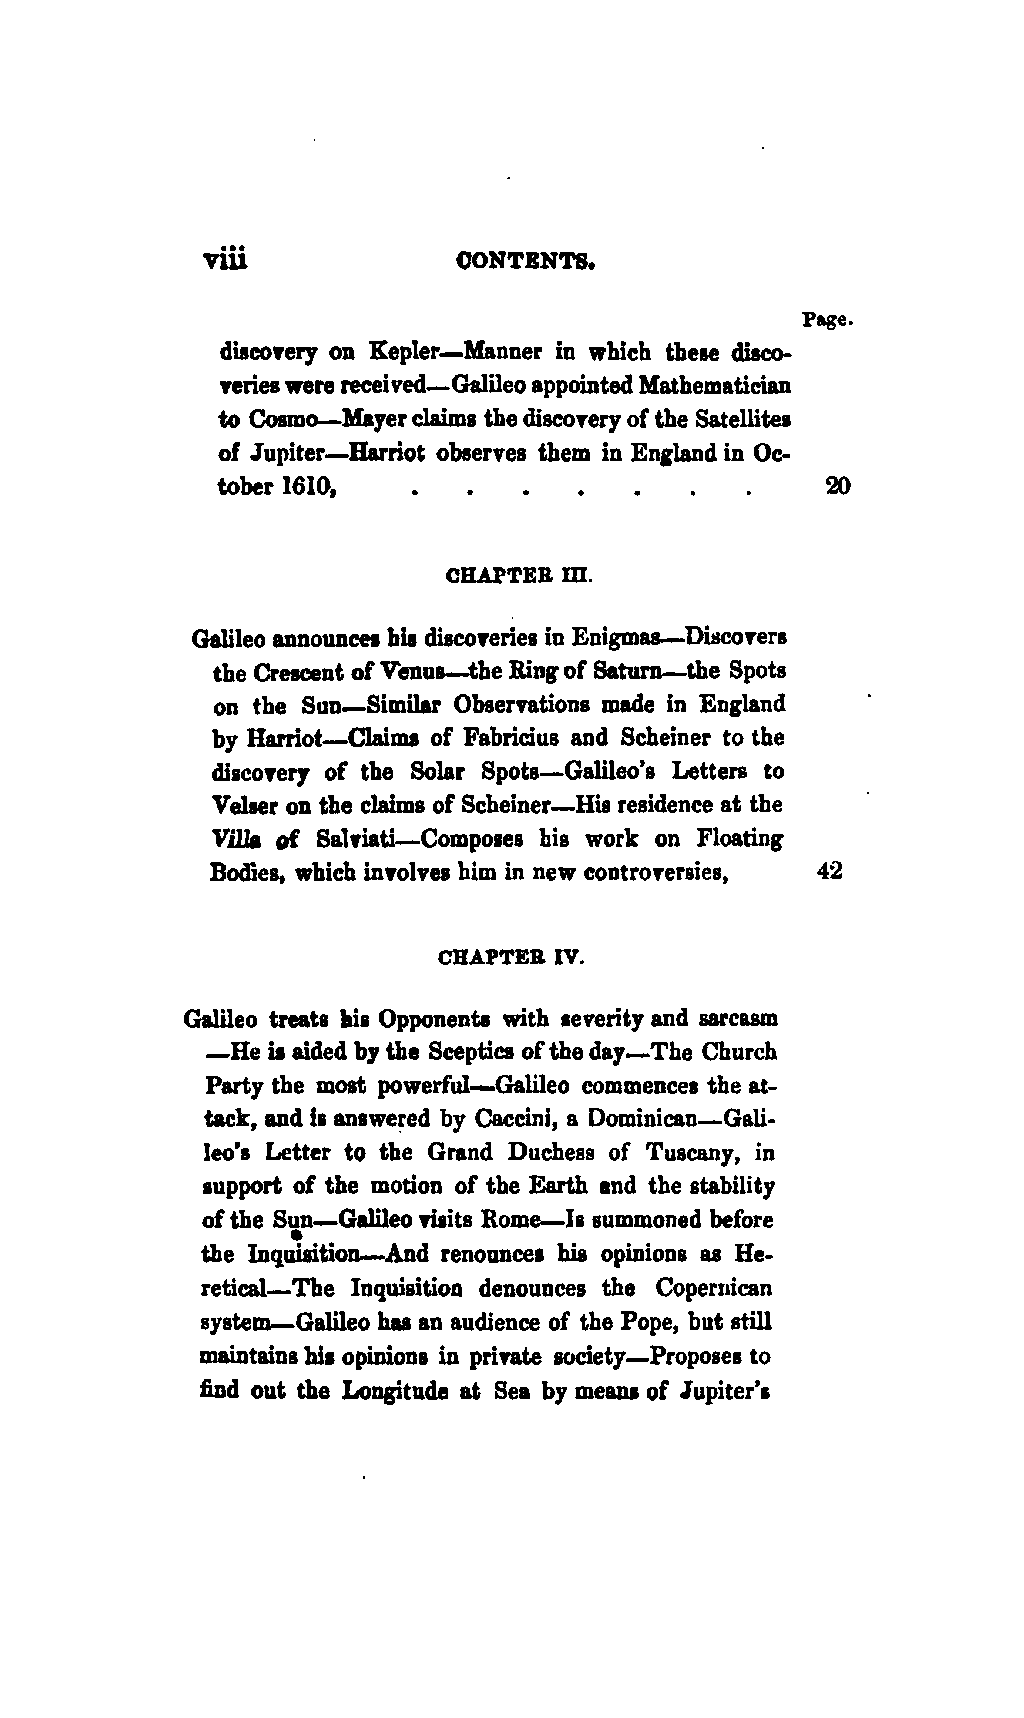 viii CONTENTS.
Page.
discovery on Kepler—Manner in which these disco-
veries were received—Galileo appointed Mathematician
to Cosmo—Mayer claims the discovery of the Satellites
of Jupiter—Harriot observes them in England in Oc-
tober 1610, . . . . . . . 20
CHAPTER III.
Galileo announces his discoveries in Enigmas—Discovers
the Crescent of Venus—the Ring of Saturn—the Spots
on the Sun—Similar Observations made in England
by Harriot—Claims of Fabricius and Scheiner to the
discovery of the Solar Spots—Galileo's Letters to
Velser on the claims of Scheiner—His residence at the
Villa of Salviati—Composes his work on Floating
Bodies, which involves him in new controversies, 42
CHAPTER IV.
Galileo treats his Opponents with severity and sarcasm
—He is aided by the Sceptics of the day—The Church
Party the most powerful—Galileo commences the at-
tack, and is answered by Caccini, a Dominican—Gali-
leo's Letter to the Grand Duchess of Tuscany, in
support of the motion of the Earth and the stability
of the Sun—Galileo visits Rome—Is summoned before
the Inquisition—And renounces his opinions as He-
retical—The Inquisition denounces the Copernican
system—Galileo has an audience of the Pope, but still
maintains his opinions in private society—Proposes to
find out the Longitude at Sea by means of Jupiter's